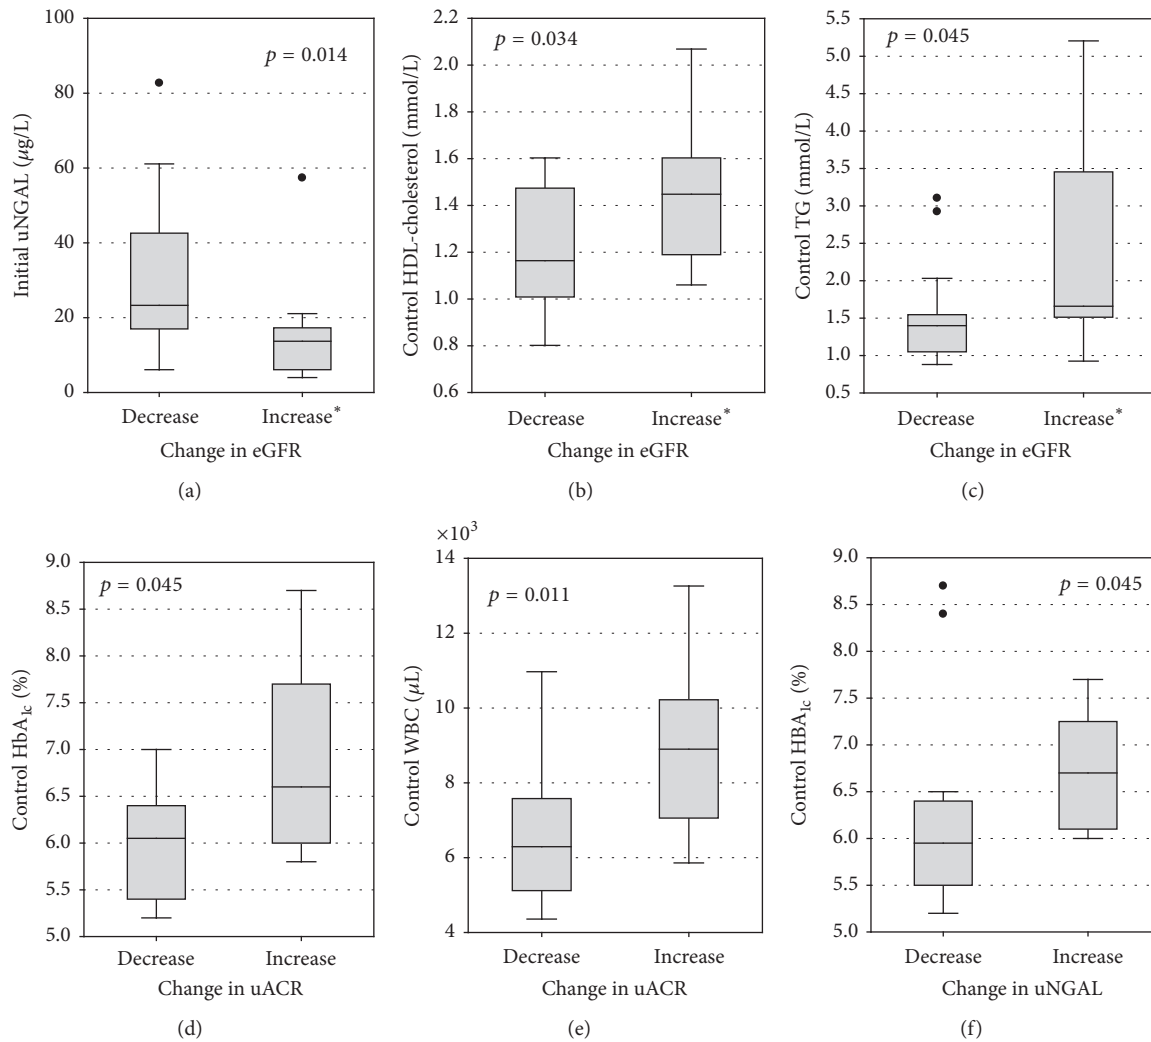 100
80
60
40
20
0
Initial uNGAL (μg/L)
p = 0.014
Decrease
Increase*
Change in eGFR
(a)
2.2
2.0
1.8
1.6
1.4
1.2
1.0
0.8
0.6
Control HDL-cholesterol (mmol/L)
p = 0.034
Decrease
Increase*
Change in eGFR
(b)
5.5
5.0
4.5
4.0
3.5
3.0
2.5
2.0
1.5
1.0
0.5
Control TG (mmol/L)
p = 0.045
Decrease
Increase*
Change in eGFR
(c)
9.0
8.5
8.0
7.5
7.0
6.5
6.0
5.5
5.0
Control HbA1c (%)
p = 0.045
Decrease
Increase
Change in uACR
(d)
×10³
14
12
10
8
6
4
Control WBC (μL)
p = 0.011
Decrease
Increase
Change in uACR
(e)
9.0
8.5
8.0
7.5
7.0
6.5
6.0
5.5
5.0
Control HBA1c (%)
p = 0.045
Decrease
Increase
Change in uNGAL
(f)